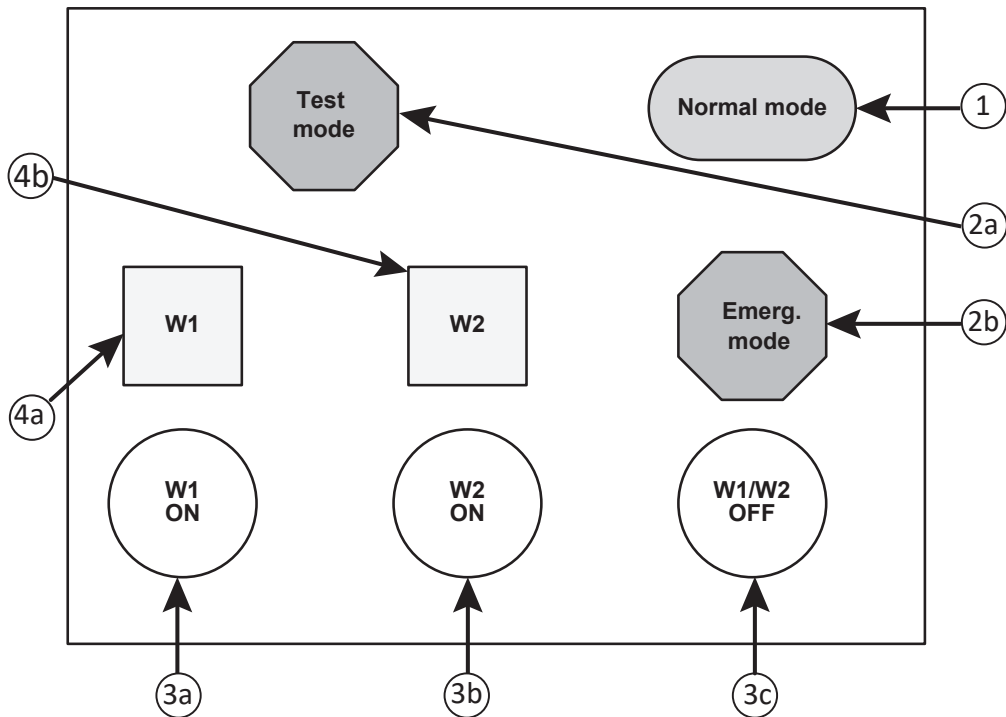 Test
mode
Normal mode
1
4b
2a
W1
W2
Emerg.
mode
2b
4a
W1
ON
W2
ON
W1/W2
OFF
3a
3b
3c